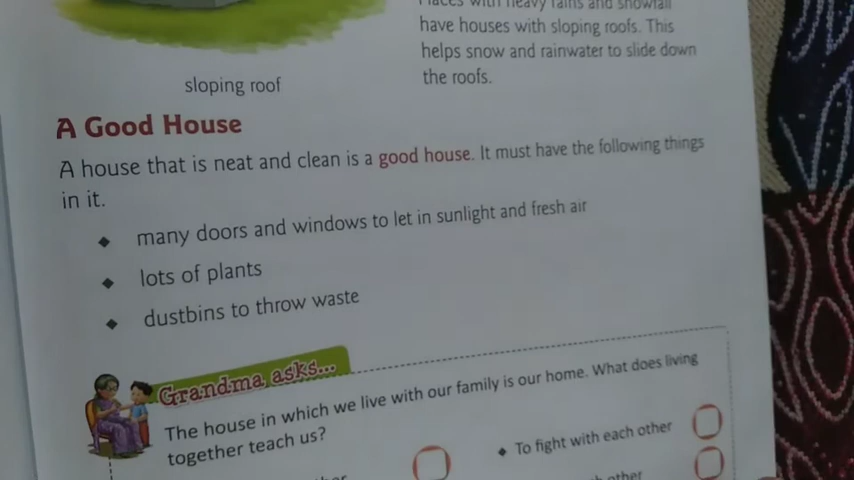 have houses with sloping roofs. This
helps snow and rainwater to slide down
the roofs.
sloping roof
A Good House
A house that is neat and clean is a good house. It must have the following things
in it.
◆ many doors and windows to let in sunlight and fresh air
◆ lots of plants
◆ dustbins to throw waste
Grandma asks...
The house in which we live with our family is our home. What does living
together teach us?
◆ To fight with each other
other